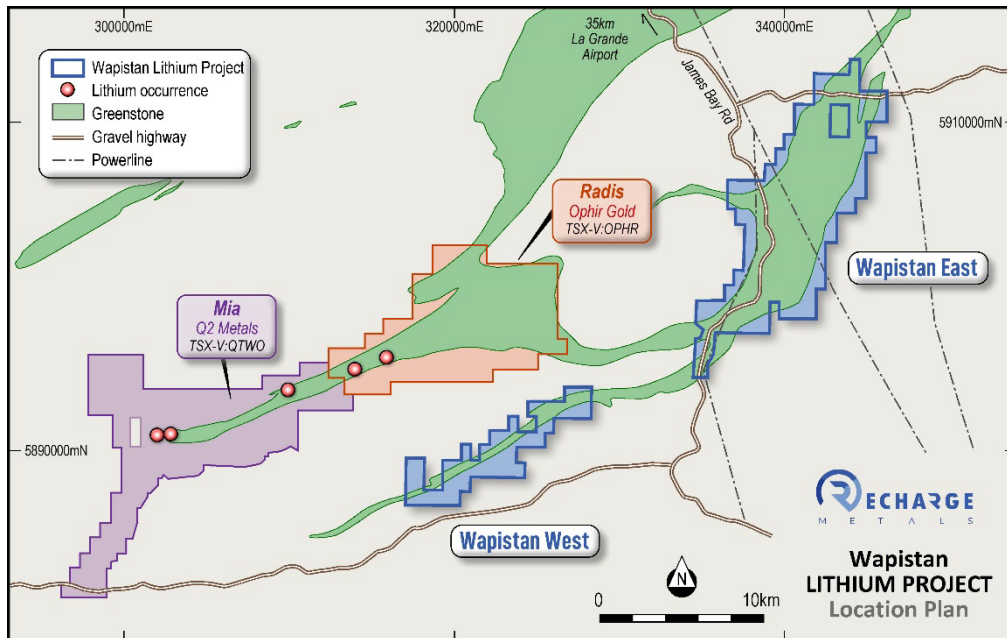 300000mE
320000mE
340000mE
35km
La Grande
Airport
James Bay Rd
Wapistan Lithium Project
Lithium occurrence
Greenstone
Gravel highway
Powerline
5910000mN
Radis
Ophir Gold
TSX-V:OPHR
Wapistan East
Mia
Q2 Metals
TSX-V:QTWO
5890000mN
Wapistan West
RECHARGE
METALS
N
0
10km
Wapistan
LITHIUM PROJECT
Location Plan